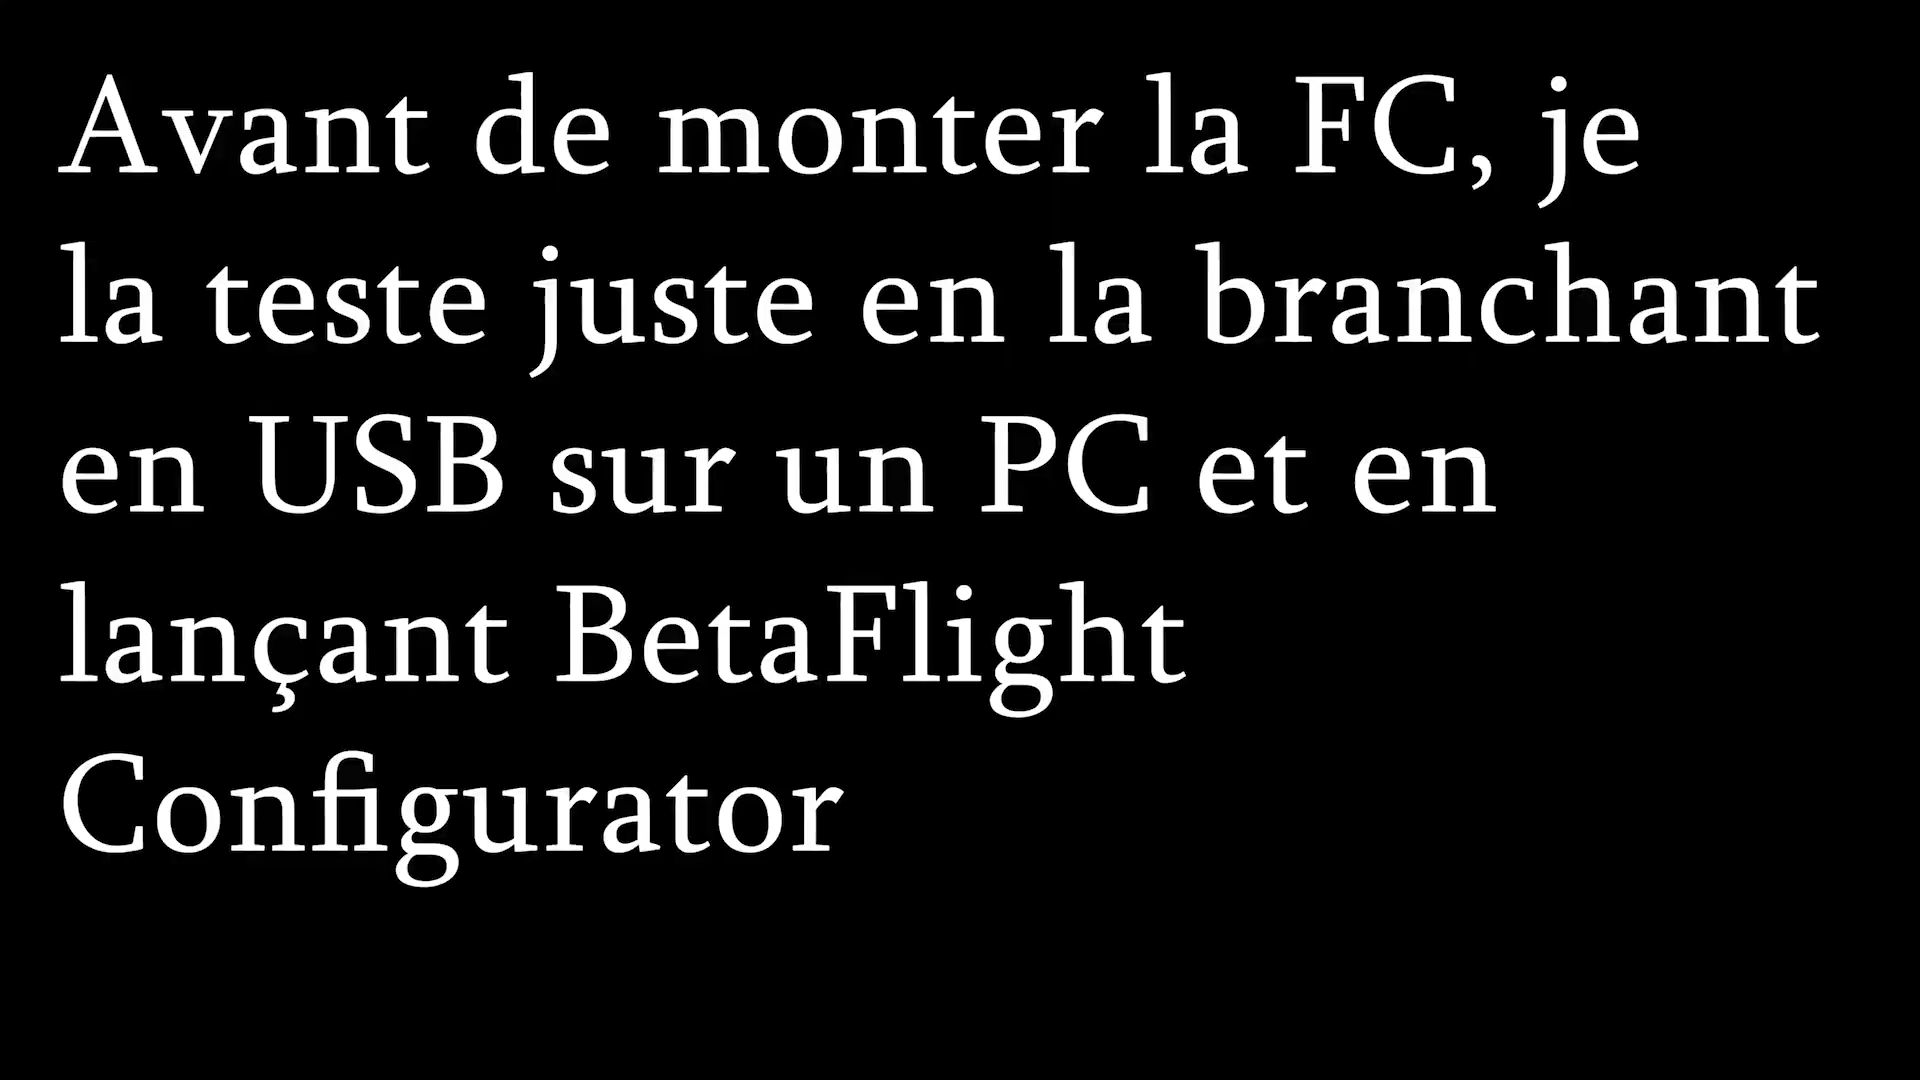 Avant de monter la FC, je
la teste juste en la branchant
en USB sur un PC et en
lançant BetaFlight
Configurator